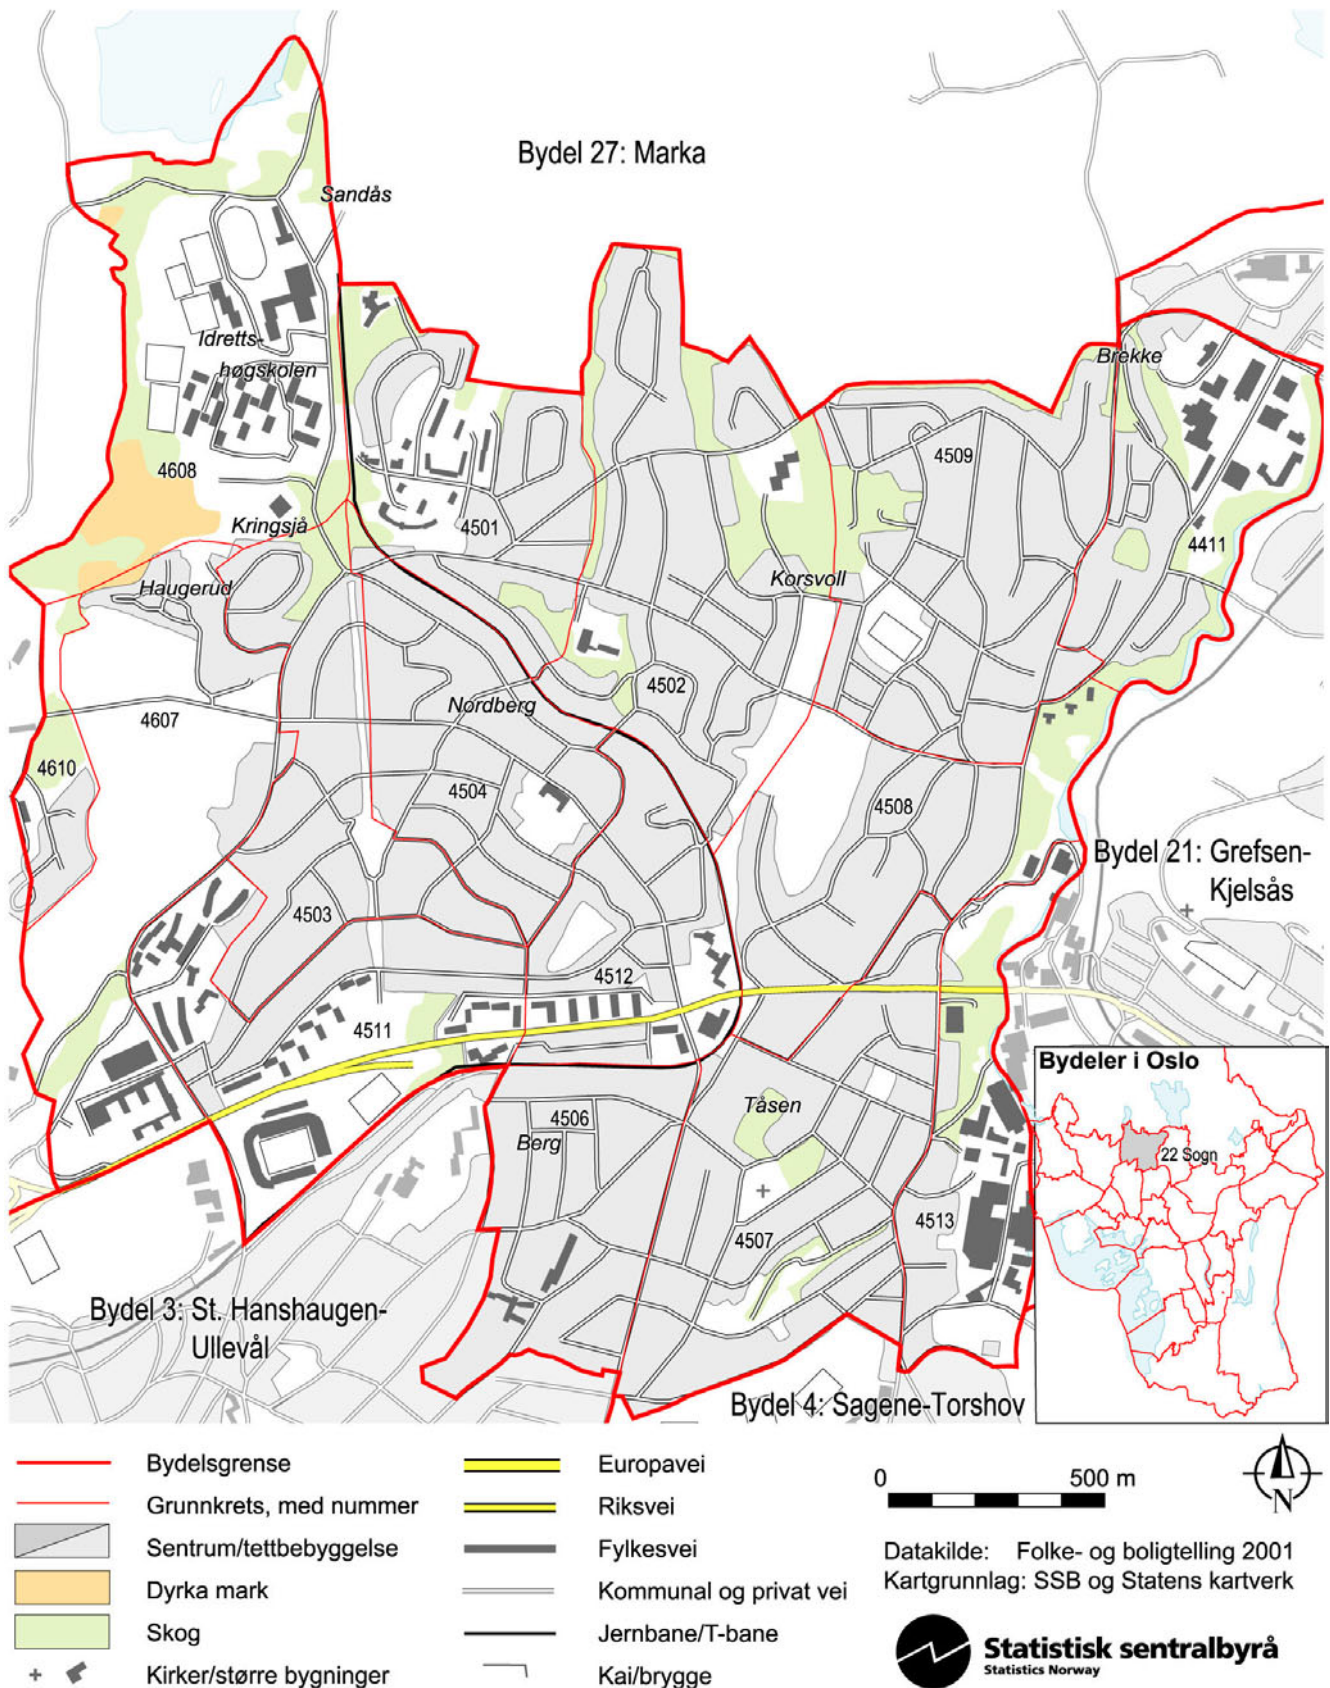 Bydel 27: Marka
Sandås
Idretts-
høgskolen
Brekke
4608
4509
4501
Kringsjå
4411
Haugerud
Korsvoll
4502
Nordberg
4607
4610
4504
4508
Bydel 21: Grefsen-
Kjelsås
4503
4512
4511
Bydeler i Oslo
22 Sogn
Tåsen
4506
Berg
4513
4507
Bydel 3: St. Hanshaugen-
Ullevål
Bydel 4: Sagene-Torshov
Bydelsgrense
Grunnkrets, med nummer
Sentrum/tettbebyggelse
Dyrka mark
Skog
Kirker/større bygninger
Europavei
Riksvei
Fylkesvei
Kommunal og privat vei
Jernbane/T-bane
Kai/brygge
0 500 m
N
Datakilde: Folke- og boligtelling 2001
Kartgrunnlag: SSB og Statens kartverk
Statistisk sentralbyrå
Statistics Norway